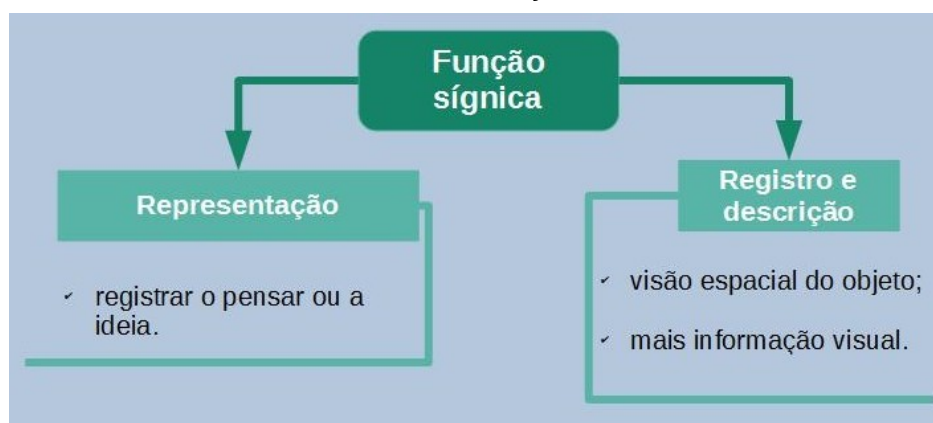 Função
sígnica
Representação
Registro e
descrição
✓ registrar o pensar ou a
ideia.
✓ visão espacial do objeto;
✓ mais informação visual.